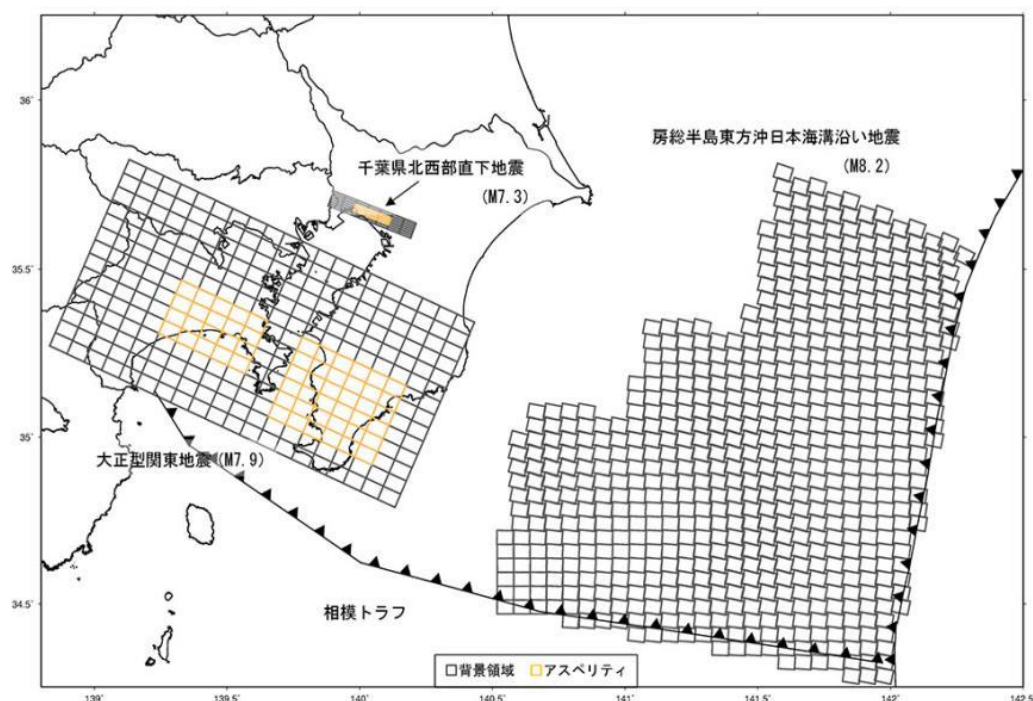 36°
房総半島東方沖日本海溝沿い地震
(M8.2)
千葉県北西部直下地震
(M7.3)
35.5°
35°
大正型関東地震(M7.9)
34.5°
相模トラフ
背景領域 アスペリティ
139° 139.5° 140° 140.5° 141° 141.5° 142° 142.5°